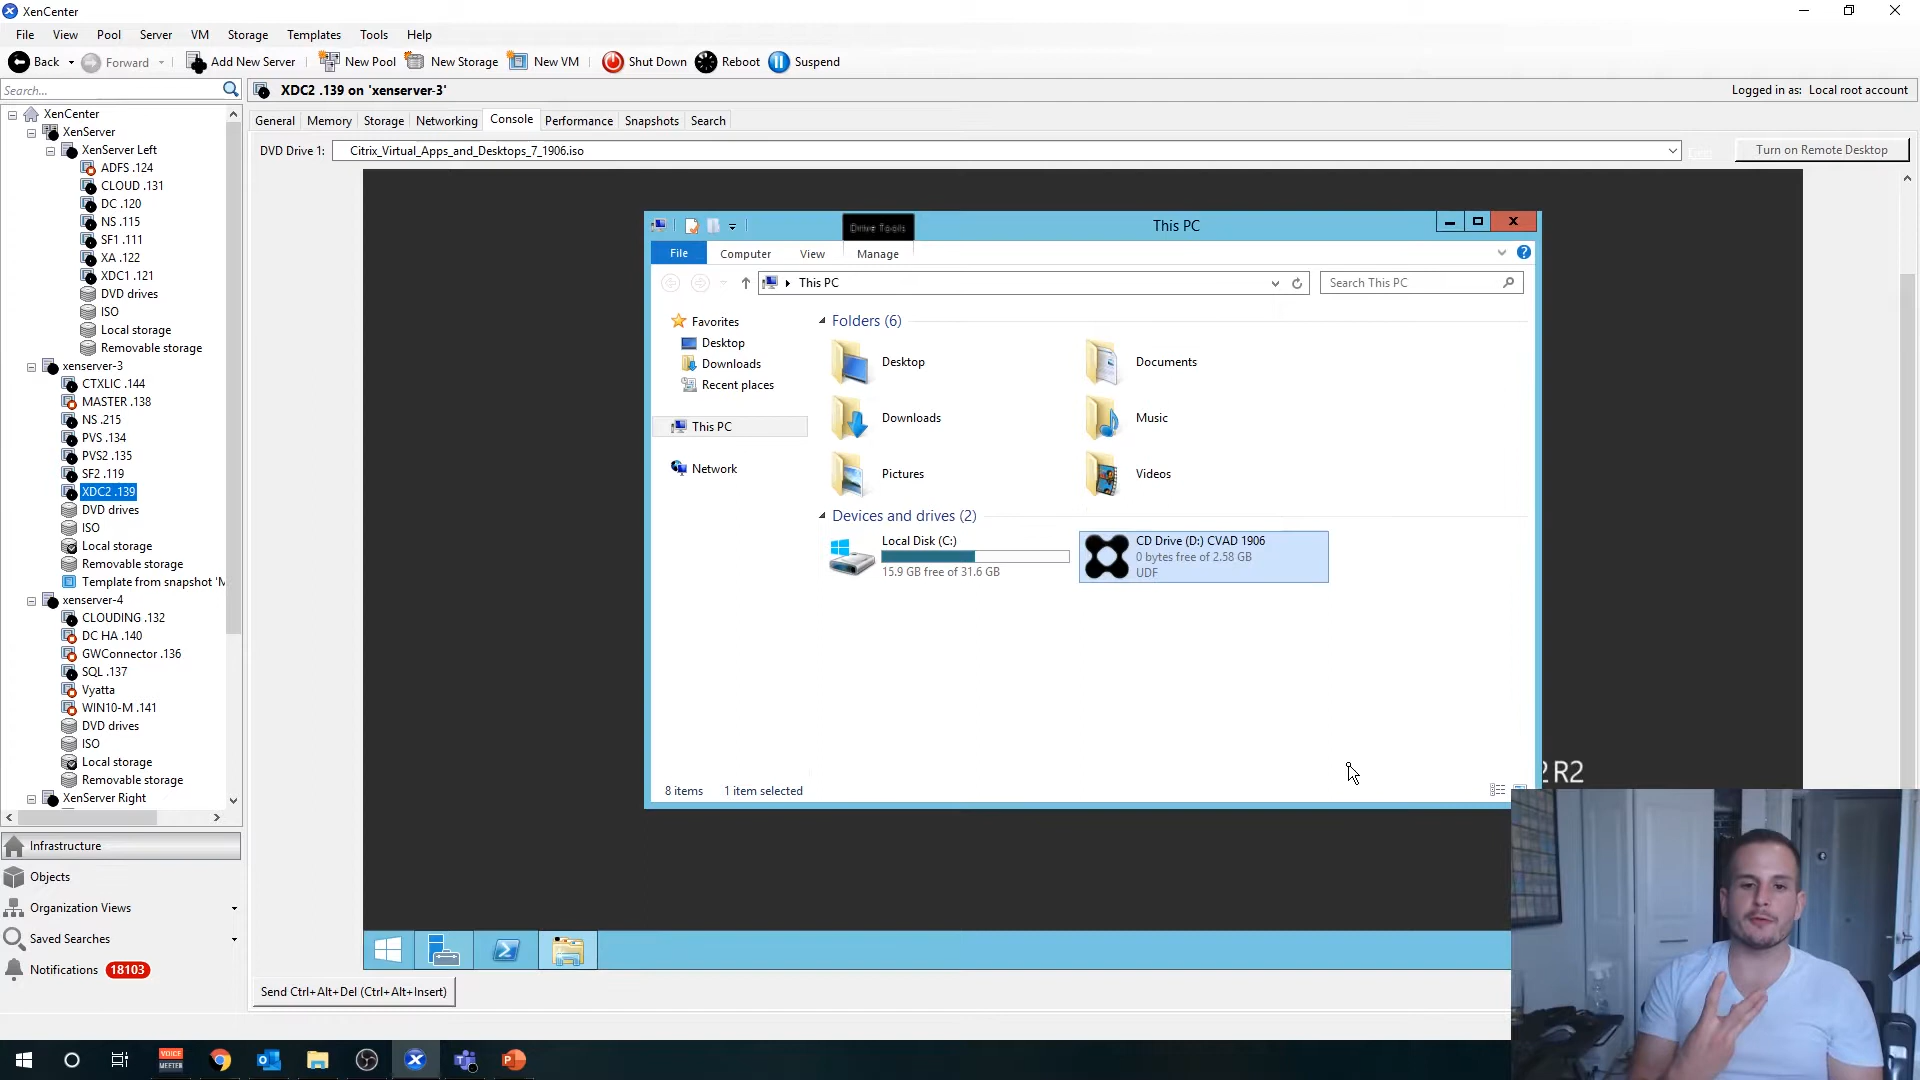 XenCenter
File View Pool Server VM Storage Templates Tools Help
Back Forward Add New Server New Pool New Storage New VM Shut Down Reboot Suspend
Search...
XDC2 .139 on 'xenserver-3'
Logged in as: Local root account
XenCenter
XenServer
XenServer Left
ADFS .124
CLOUD .131
DC .120
NS .115
SF1 .111
XA .122
XDC1 .121
DVD drives
ISO
Local storage
Removable storage
xenserver-3
CTXLIC .144
MASTER .138
NS .215
PVS .134
PVS2 .135
SF2 .119
XDC2 .139
DVD drives
ISO
Local storage
Removable storage
Template from snapshot 'M
xenserver-4
CLOUDING .132
DC HA .140
GWConnector .136
SQL .137
Vyatta
WIN10-M .141
DVD drives
ISO
Local storage
Removable storage
XenServer Right
Infrastructure
Objects
Organization Views
Saved Searches
Notifications 18103
General Memory Storage Networking Console Performance Snapshots Search
DVD Drive 1: Citrix_Virtual_Apps_and_Desktops_7_1906.iso
Turn on Remote Desktop
Drive Tools
This PC
File Computer View Manage
This PC
Search This PC
Favorites
Desktop
Downloads
Recent places
This PC
Network
Folders (6)
Desktop
Documents
Downloads
Music
Pictures
Videos
Devices and drives (2)
Local Disk (C:)
15.9 GB free of 31.6 GB
CD Drive (D:) CVAD 1906
0 bytes free of 2.58 GB
UDF
8 items 1 item selected
2 R2
Send Ctrl+Alt+Del (Ctrl+Alt+Insert)
VOICE
MEETER